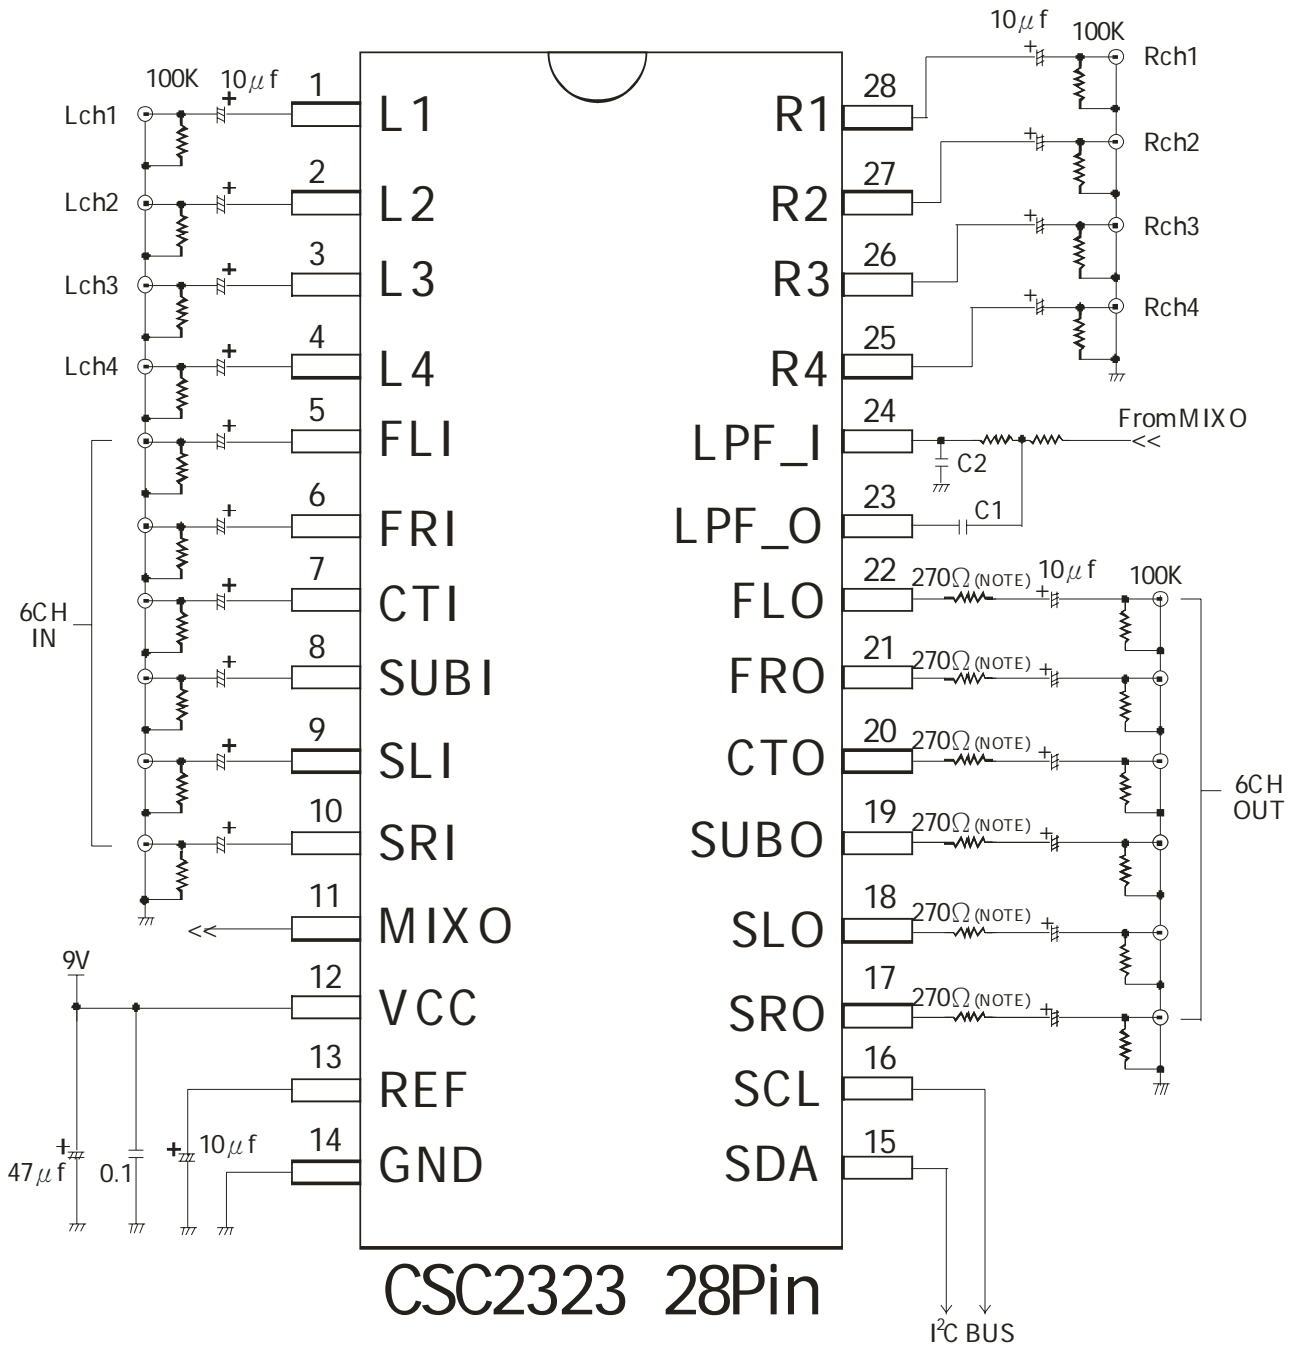 10μf 100K
Rch1
Rch2
Rch3
Rch4
100K 10μf
Lch1
Lch2
Lch3
Lch4
+
+
+
+
+
+
+
+
+
+
+
+
+
+
6CH
IN
1 L1
2 L2
3 L3
4 L4
5 FLI
6 FRI
7 CTI
8 SUBI
9 SLI
10 SRI
11 MIXO
12 VCC
13 REF
14 GND
<<
9V
+
47μf
0.1
+ 10μf
R1 28
R2 27
R3 26
R4 25
LPF_I 24
LPF_O 23
FLO 22
FRO 21
CTO 20
SUBO 19
SLO 18
SRO 17
SCL 16
SDA 15
From MIXO
<<
C2
C1
270Ω (NOTE) + 10μf 100K
270Ω (NOTE) +
270Ω (NOTE) +
270Ω (NOTE) +
270Ω (NOTE) +
270Ω (NOTE) +
6CH
OUT
CSC2323 28Pin
I²C BUS